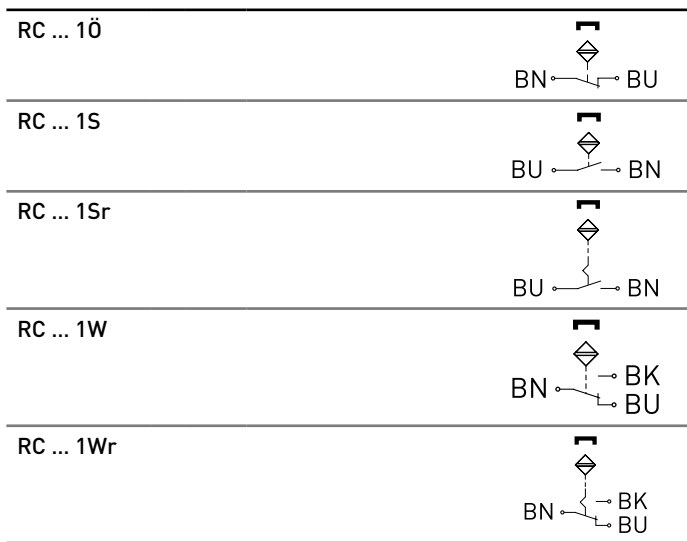 RC ... 1Ö
BN BU
RC ... 1S
BU BN
RC ... 1Sr
BU BN
RC ... 1W
BK
BN
BU
RC ... 1Wr
BK
BN
BU